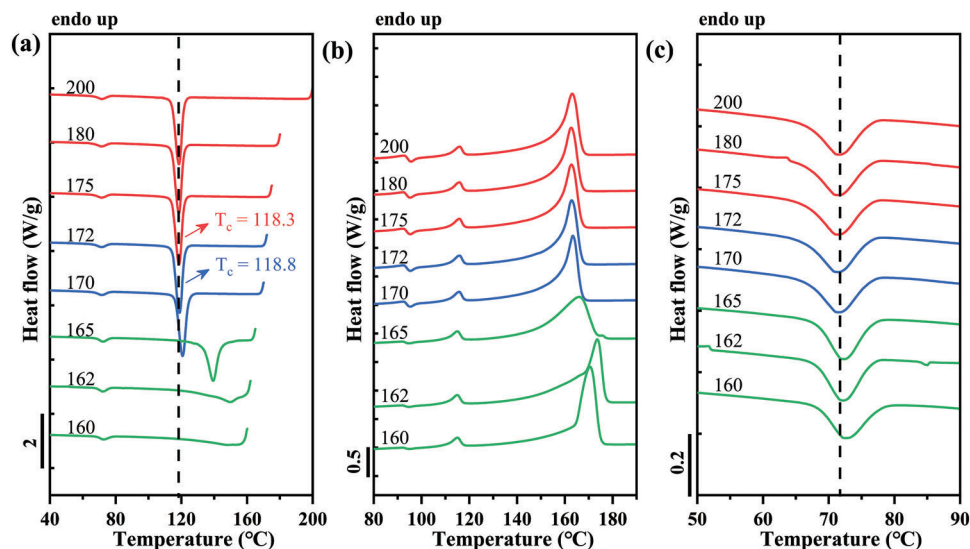 endo up
(a)
200
180
175
T_c = 118.3
172
T_c = 118.8
170
165
162
160
2
Heat flow (W/g)
40 80 120 160 200
Temperature (℃)
endo up
(b)
200
180
175
172
170
165
162
160
0.5
Heat flow (W/g)
80 100 120 140 160 180
Temperature (℃)
endo up
(c)
200
180
175
172
170
165
162
160
0.2
Heat flow (W/g)
50 60 70 80 90
Temperature (℃)